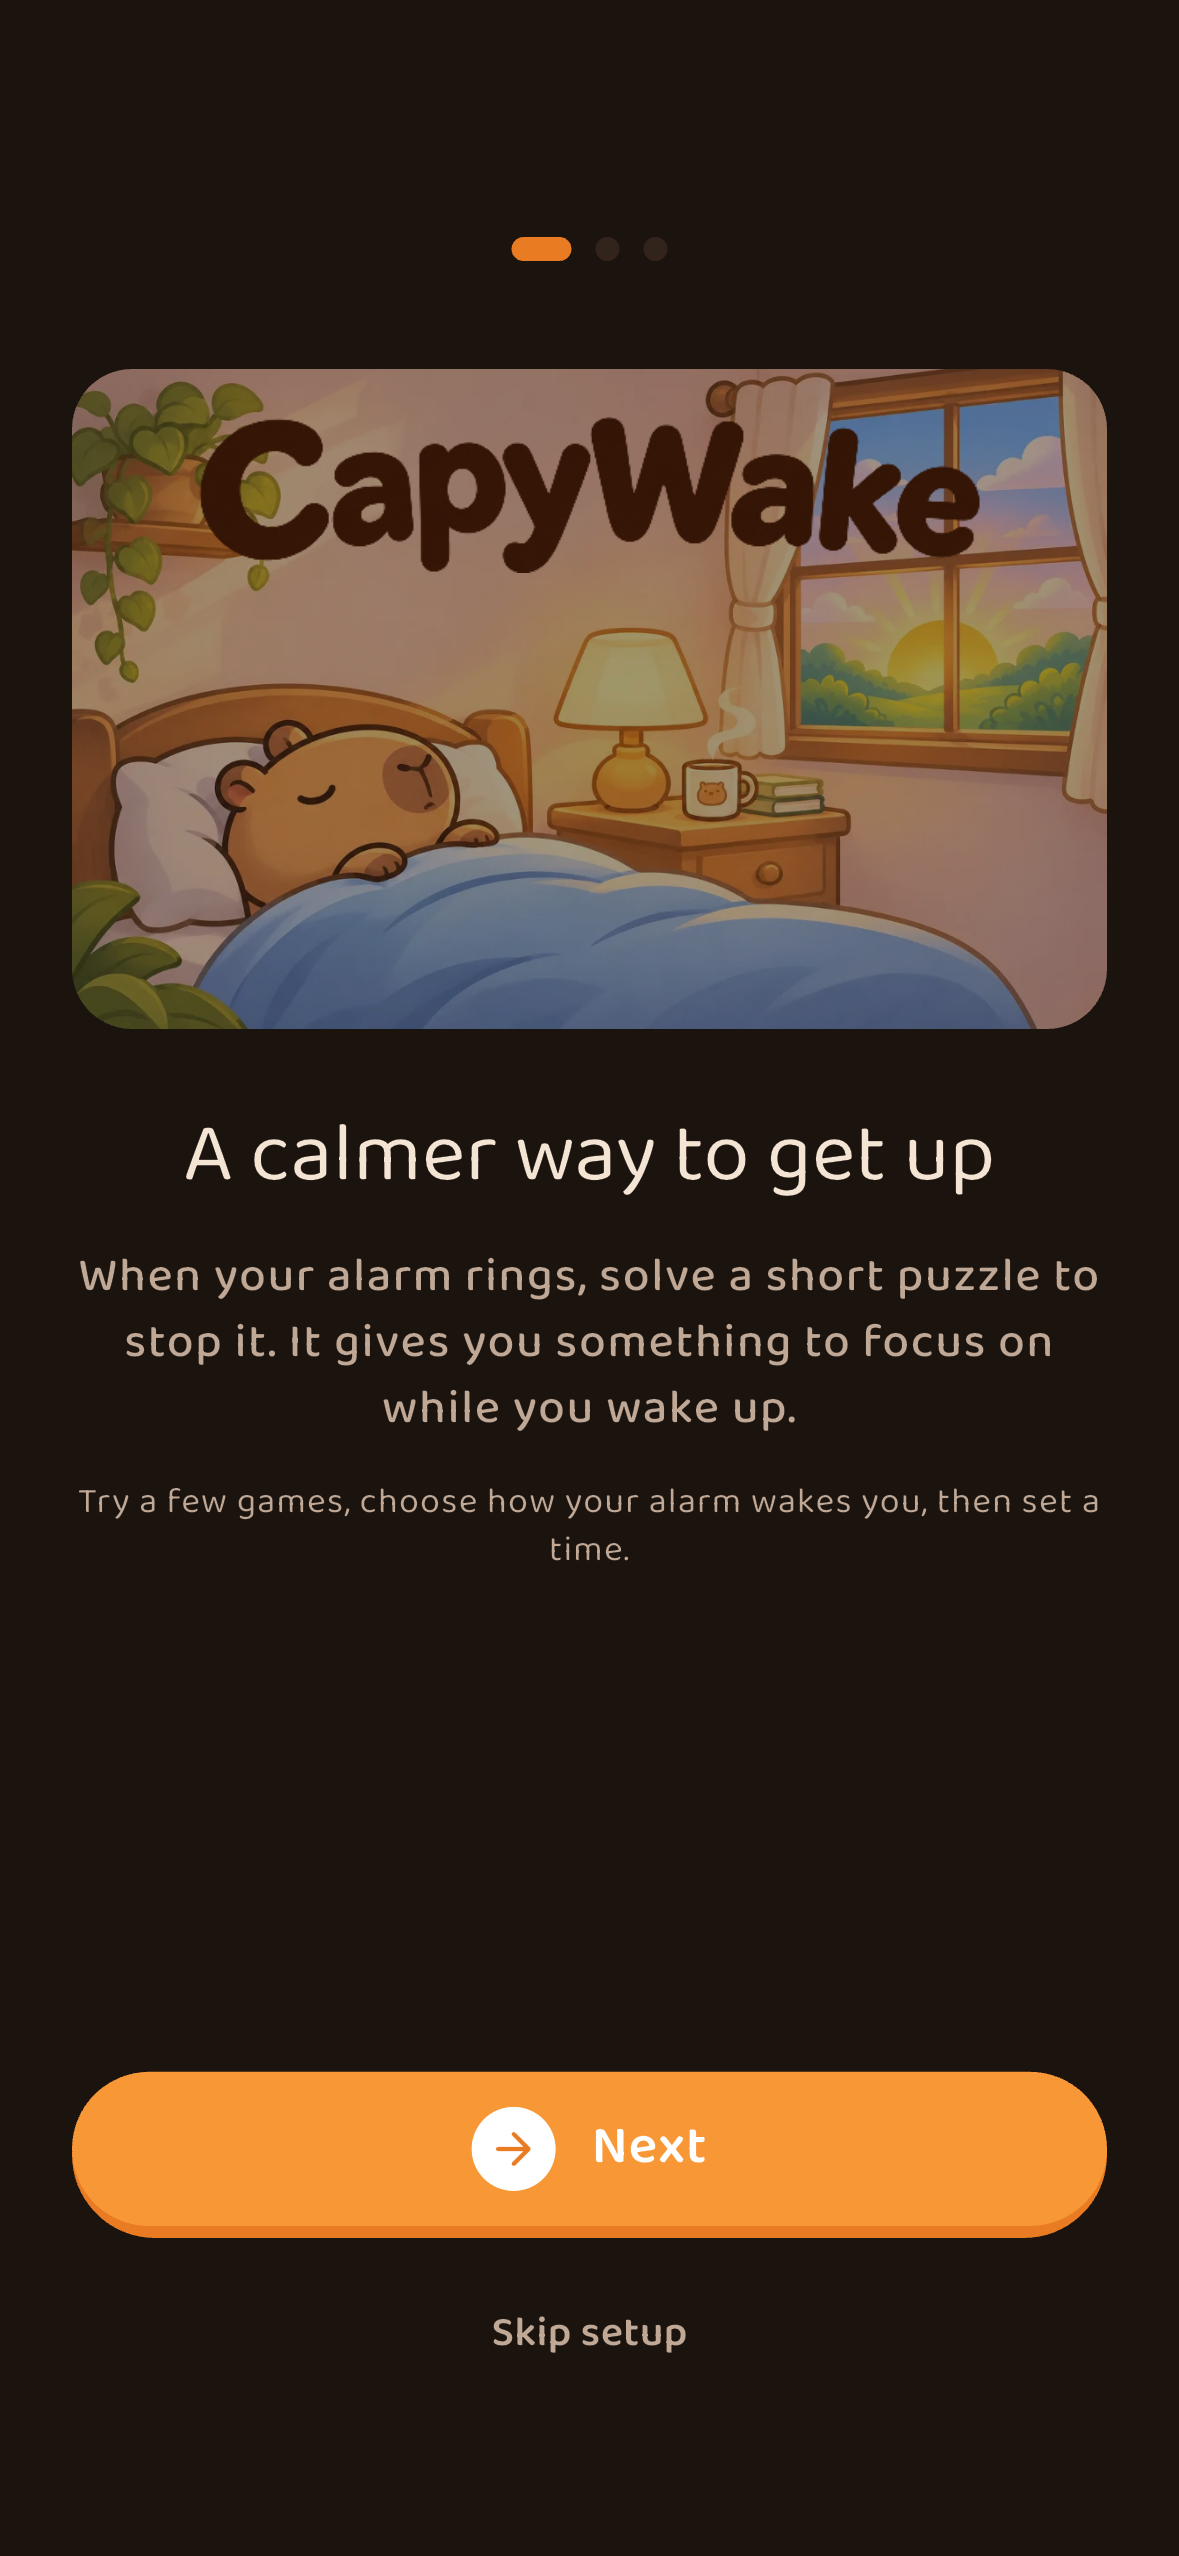 CapyWake
A calmer way to get up
When your alarm rings, solve a short puzzle to
stop it. It gives you something to focus on
while you wake up.
Try a few games, choose how your alarm wakes you, then set a
time.
Next
Skip setup